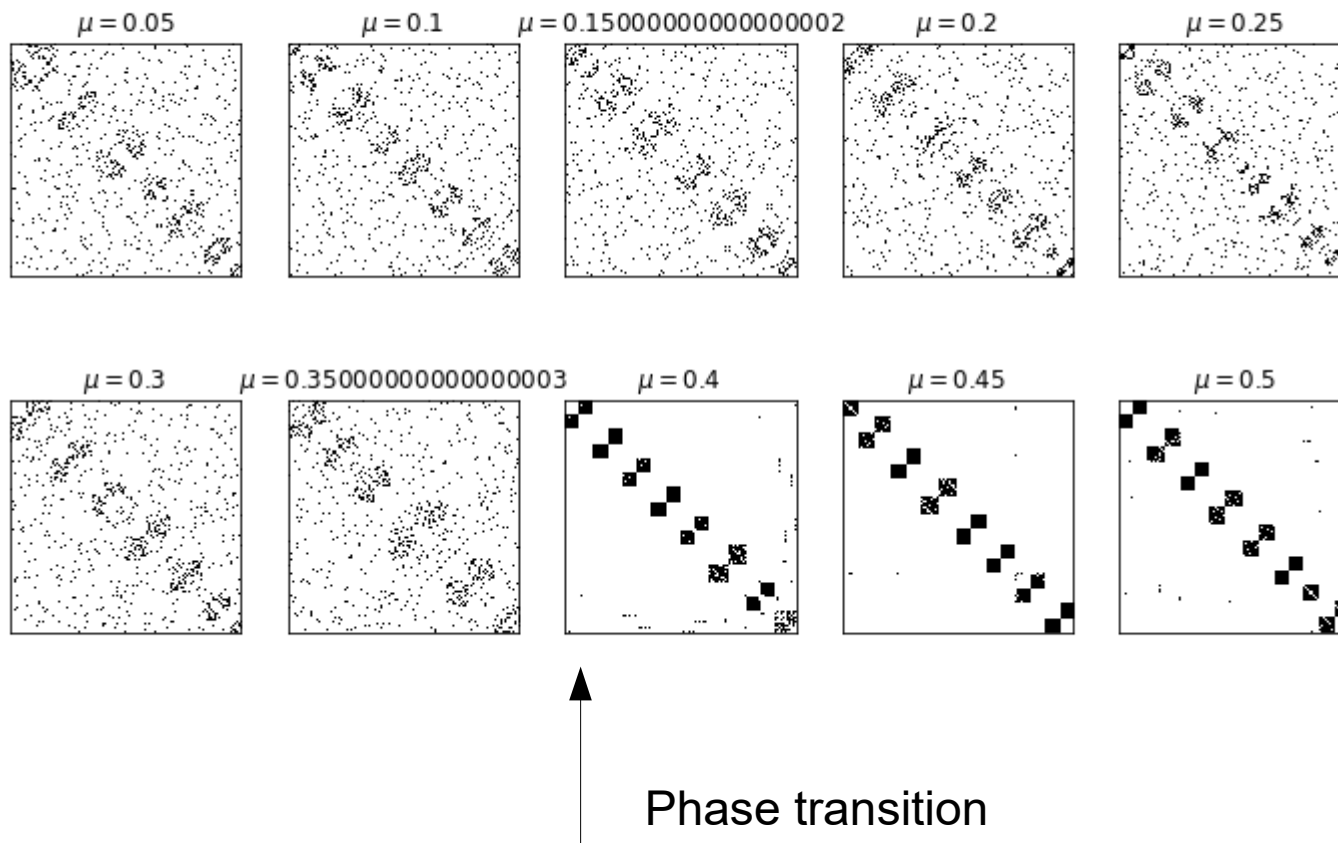 μ = 0.05
μ = 0.1
μ = 0.15000000000000002
μ = 0.2
μ = 0.25
μ = 0.3
μ = 0.35000000000000003
μ = 0.4
μ = 0.45
μ = 0.5
Phase transition